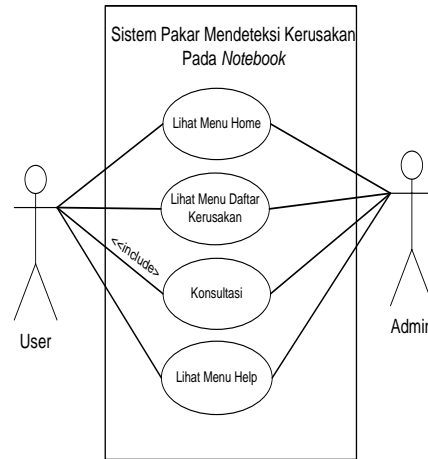 Sistem Pakar Mendeteksi Kerusakan
Pada Notebook
Lihat Menu Home
Lihat Menu Daftar
Kerusakan
<<include>
Konsultasi
Lihat Menu Help
User
Admin